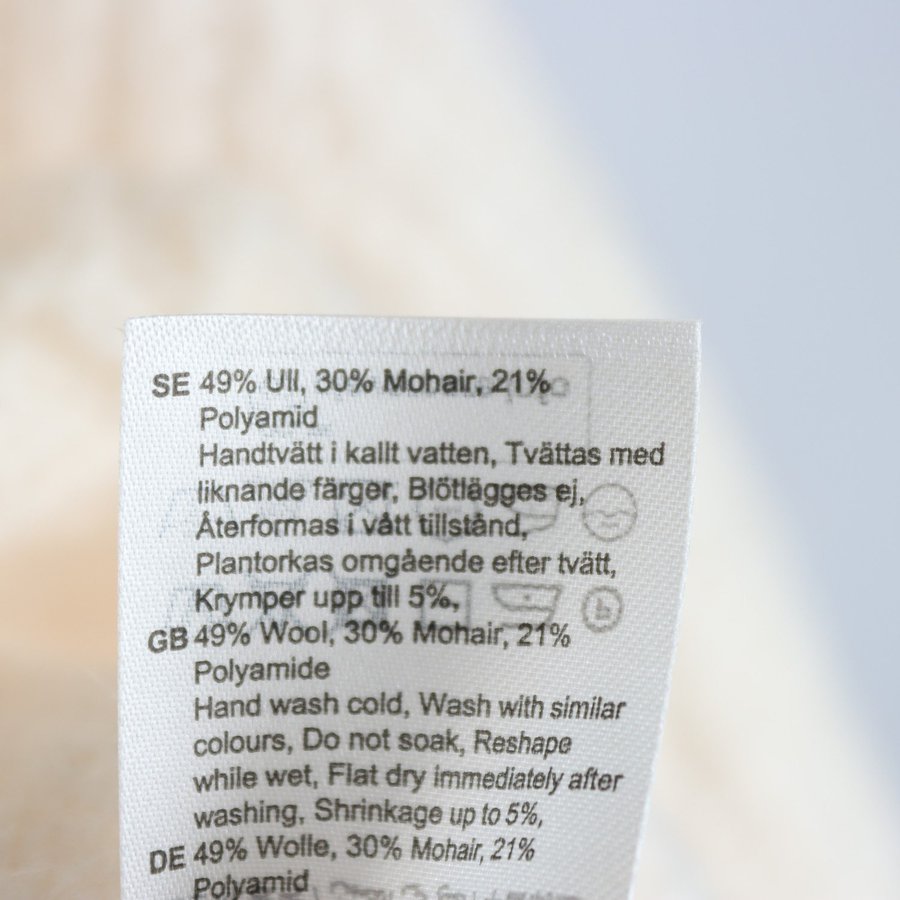 SE 49% Ull, 30% Mohair, 21%
Polyamid
Handtvätt i kallt vatten, Tvättas med
liknande färger, Blötlägges ej,
Återformas i vått tillstånd,
Plantorkas omgående efter tvätt,
Krymper upp till 5%,
GB 49% Wool, 30% Mohair, 21%
Polyamide
Hand wash cold, Wash with similar
colours, Do not soak, Reshape
while wet, Flat dry immediately after
washing, Shrinkage up to 5%,
DE 49% Wolle, 30% Mohair, 21%
Polyamid